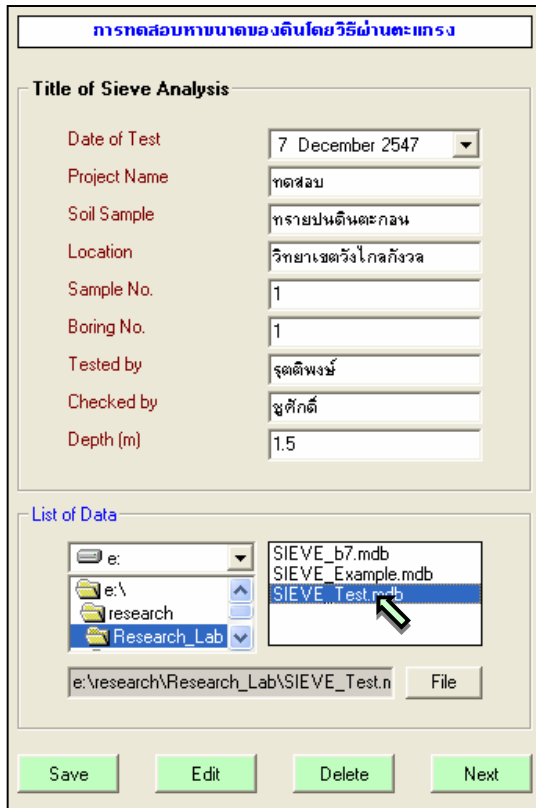 การทดสอบหาขนาดของดินโดยวิธีผ่านตะแกรง
Title of Sieve Analysis
Date of Test 7 December 2547
Project Name ทดสอบ
Soil Sample ทรายปนดินตะกอน
Location วิทยาเขตวังไกลกังวล
Sample No. 1
Boring No. 1
Tested by รุตติพงษ์
Checked by ชูศักดิ์
Depth (m) 1.5
List of Data
e:
e:\
research
Research_Lab
SIEVE_b7.mdb
SIEVE_Example.mdb
SIEVE_Test.mdb
e:\research\Research_Lab\SIEVE_Test.n File
Save Edit Delete Next